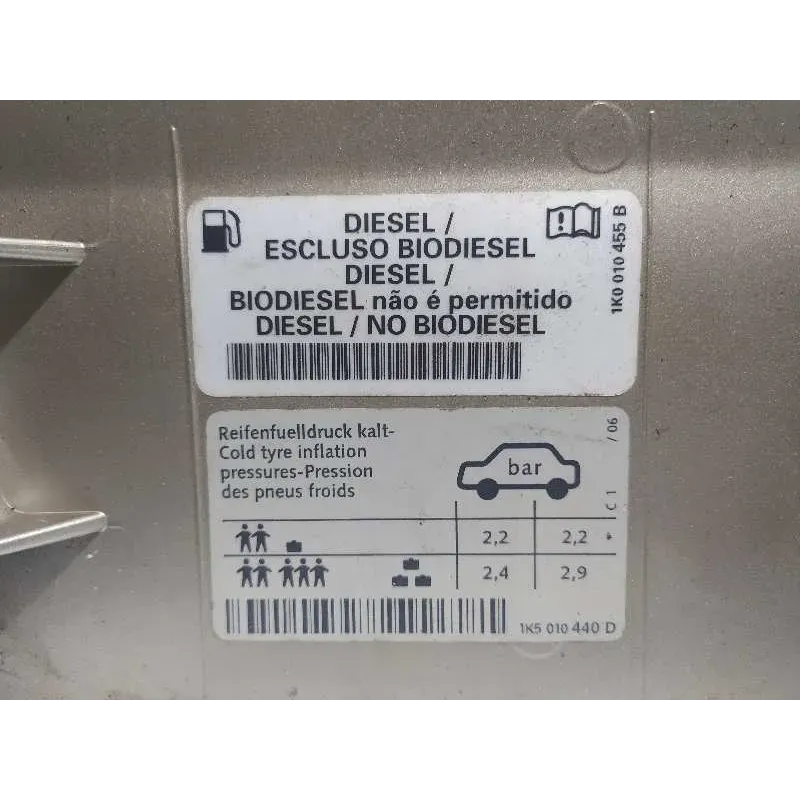 DIESEL /
ESCLUSO BIODIESEL
DIESEL /
BIODIESEL não é permitido
DIESEL / NO BIODIESEL
1K0 010 455 B
Reifenfuelldruck kalt-
Cold tyre inflation
pressures-Pression
des pneus froids
bar
C 1 / 06
2,2 2,2
2,4 2,9
1K5 010 440 D